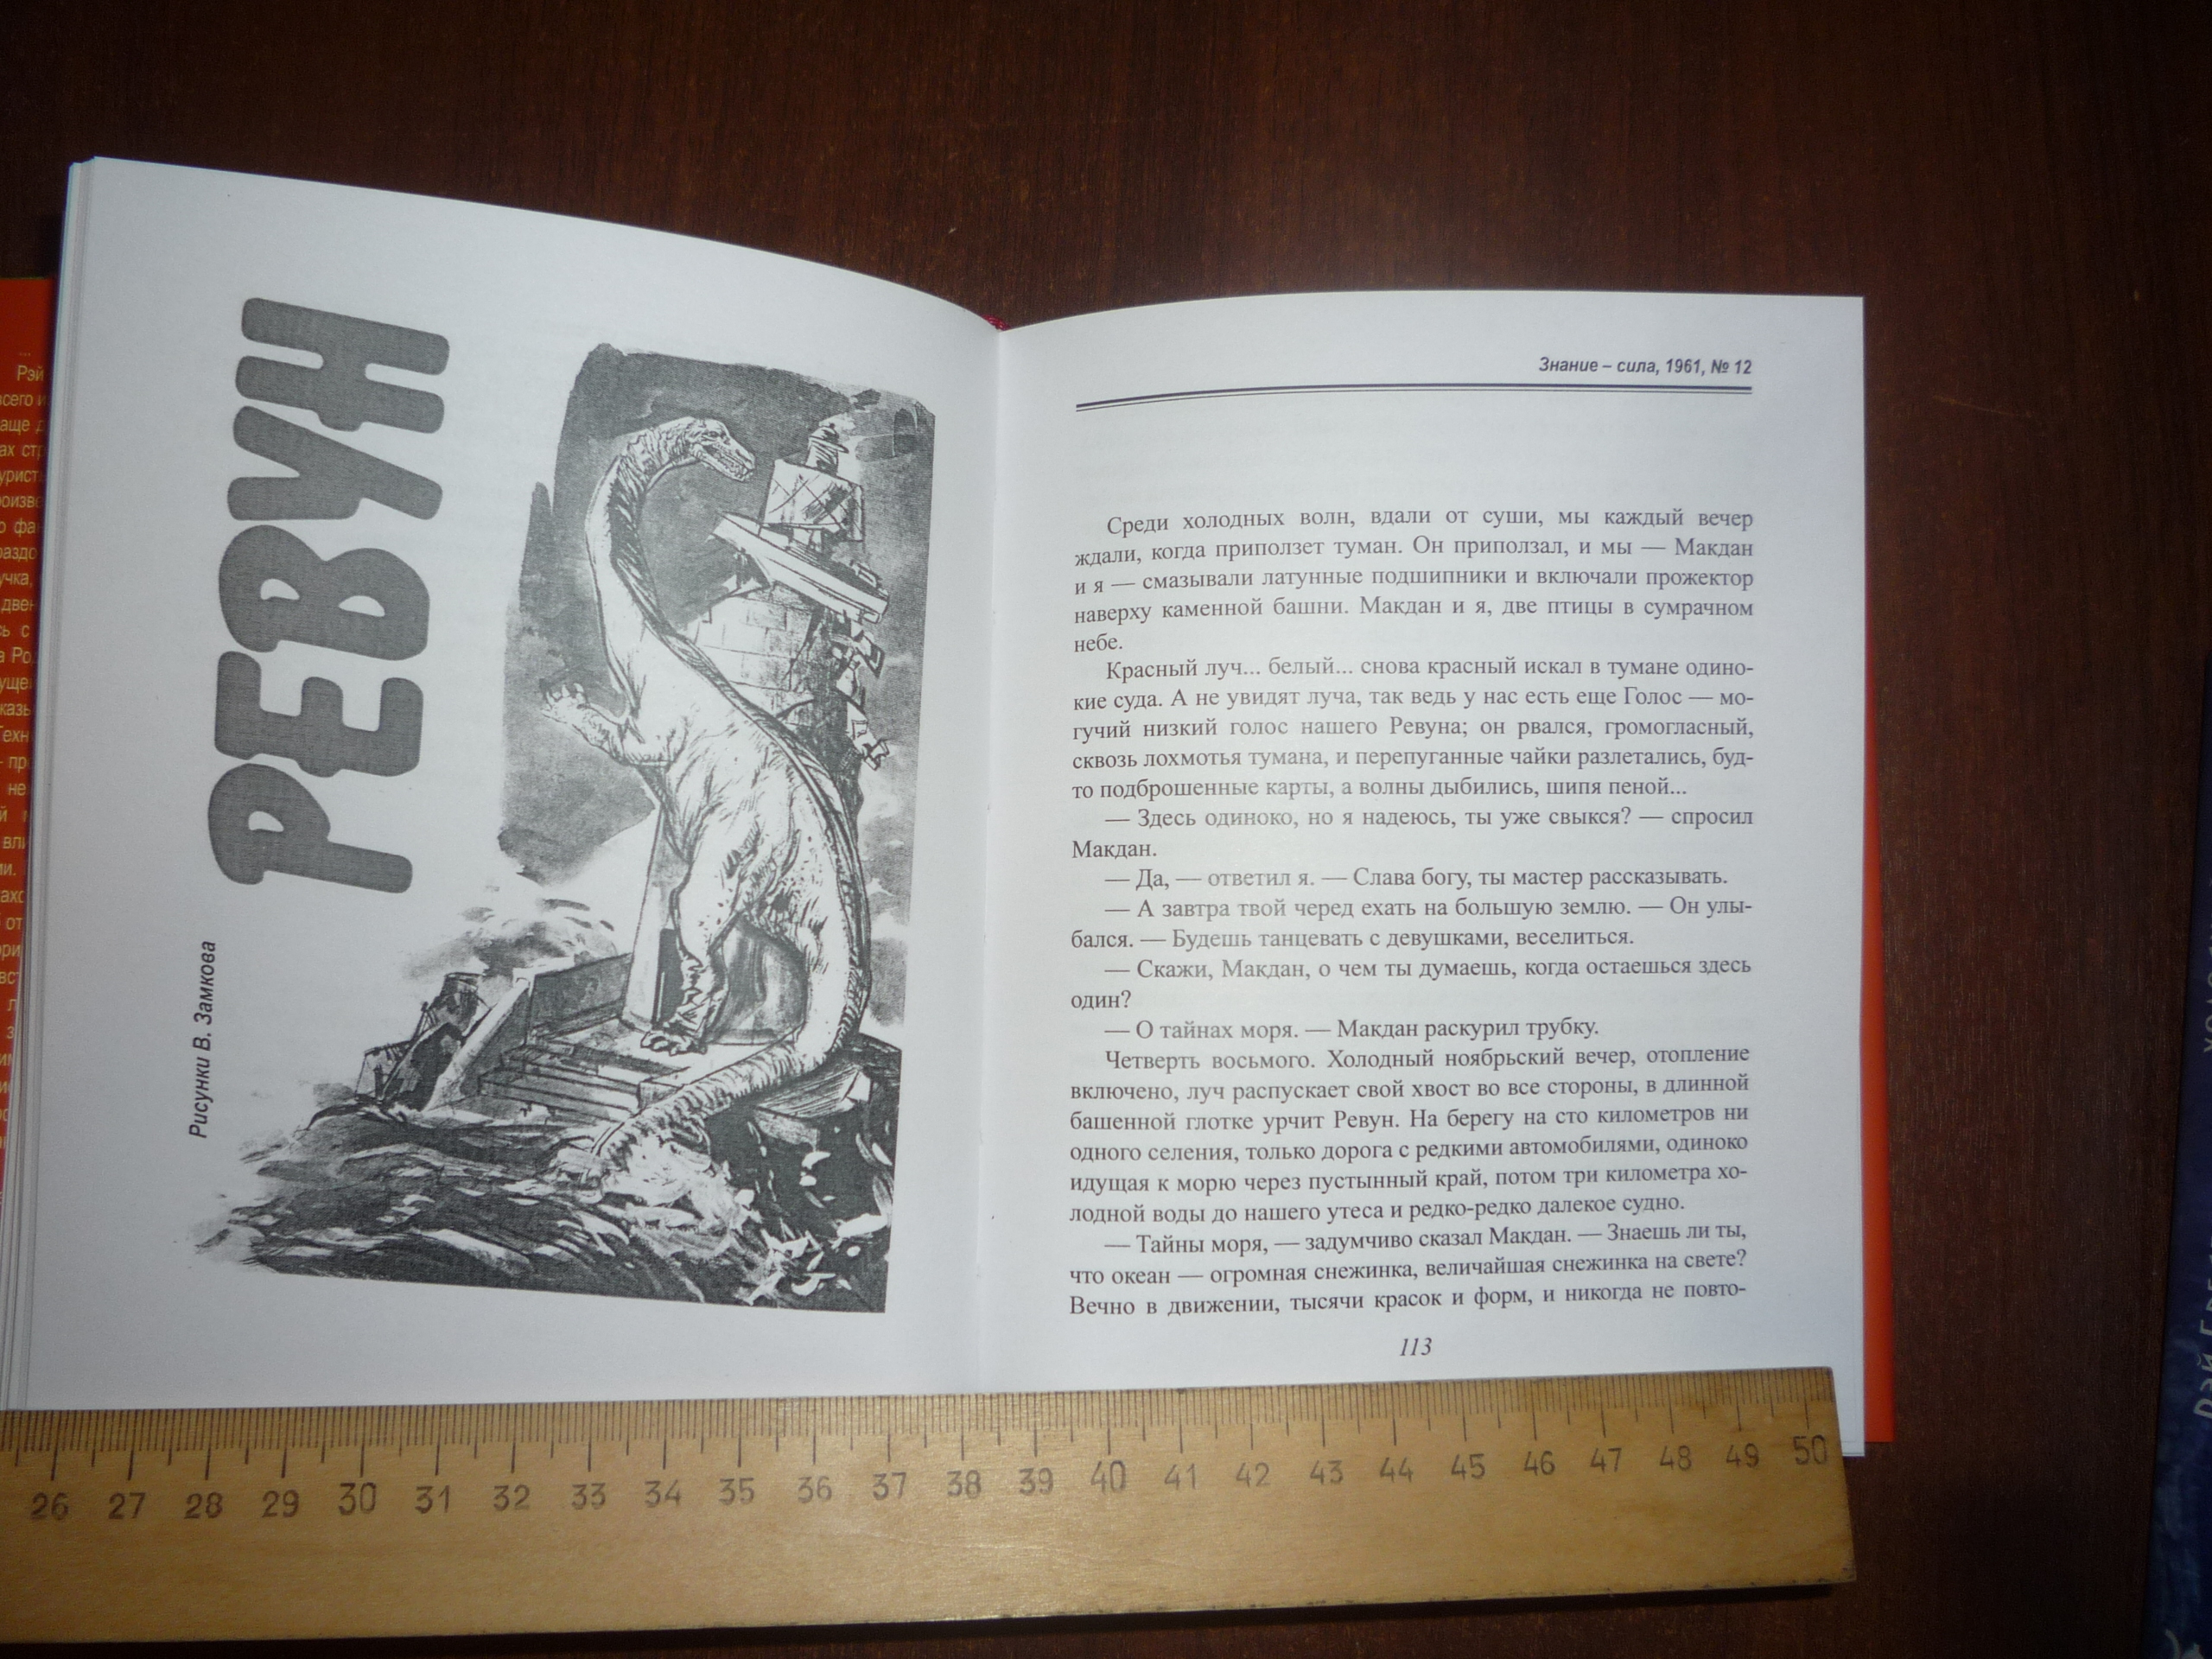 РЕВУН
Рисунки В. Замкова
Знание – сила, 1961, № 12
Среди холодных волн, вдали от суши, мы каждый вечер
ждали, когда приползет туман. Он приползал, и мы — Макдан
и я — смазывали латунные подшипники и включали прожектор
наверху каменной башни. Макдан и я, две птицы в сумрачном
небе.
Красный луч... белый... снова красный искал в тумане одино-
кие суда. А не увидят луча, так ведь у нас есть еще Голос — мо-
гучий низкий голос нашего Ревуна; он рвался, громогласный,
сквозь лохмотья тумана, и перепуганные чайки разлетались, буд-
то подброшенные карты, а волны дыбились, шипя пеной...
— Здесь одиноко, но я надеюсь, ты уже свыкся? — спросил
Макдан.
— Да, — ответил я. — Слава богу, ты мастер рассказывать.
— А завтра твой черед ехать на большую землю. — Он улы-
бался. — Будешь танцевать с девушками, веселиться.
— Скажи, Макдан, о чем ты думаешь, когда остаешься здесь
один?
— О тайнах моря. — Макдан раскурил трубку.
Четверть восьмого. Холодный ноябрьский вечер, отопление
включено, луч распускает свой хвост во все стороны, в длинной
башенной глотке урчит Ревун. На берегу на сто километров ни
одного селения, только дорога с редкими автомобилями, одиноко
идущая к морю через пустынный край, потом три километра хо-
лодной воды до нашего утеса и редко-редко далекое судно.
— Тайны моря, — задумчиво сказал Макдан. — Знаешь ли ты,
что океан — огромная снежинка, величайшая снежинка на свете?
Вечно в движении, тысячи красок и форм, и никогда не повто-
113
26 27 28 29 30 31 32 33 34 35 36 37 38 39 40 41 42 43 44 45 46 47 48 49 50
Рэй